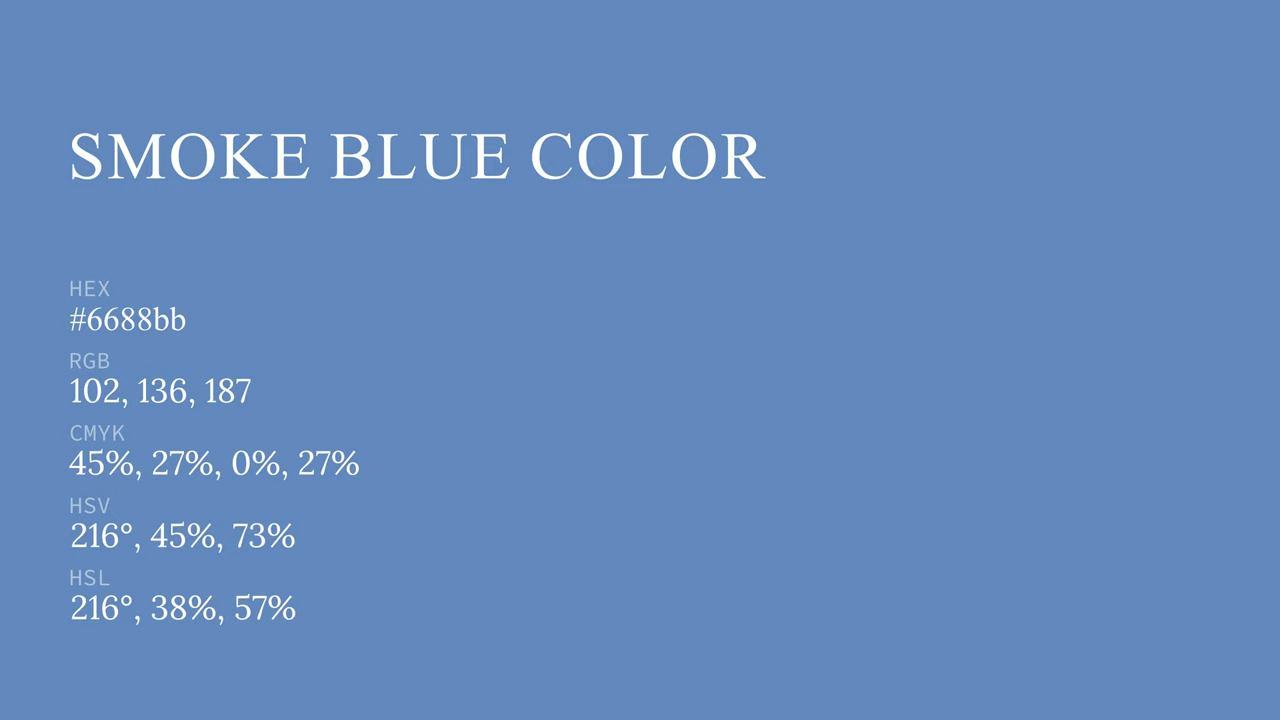 SMOKE BLUE COLOR
HEX
#6688bb
RGB
102, 136, 187
CMYK
45%, 27%, 0%, 27%
HSV
216°, 45%, 73%
HSL
216°, 38%, 57%